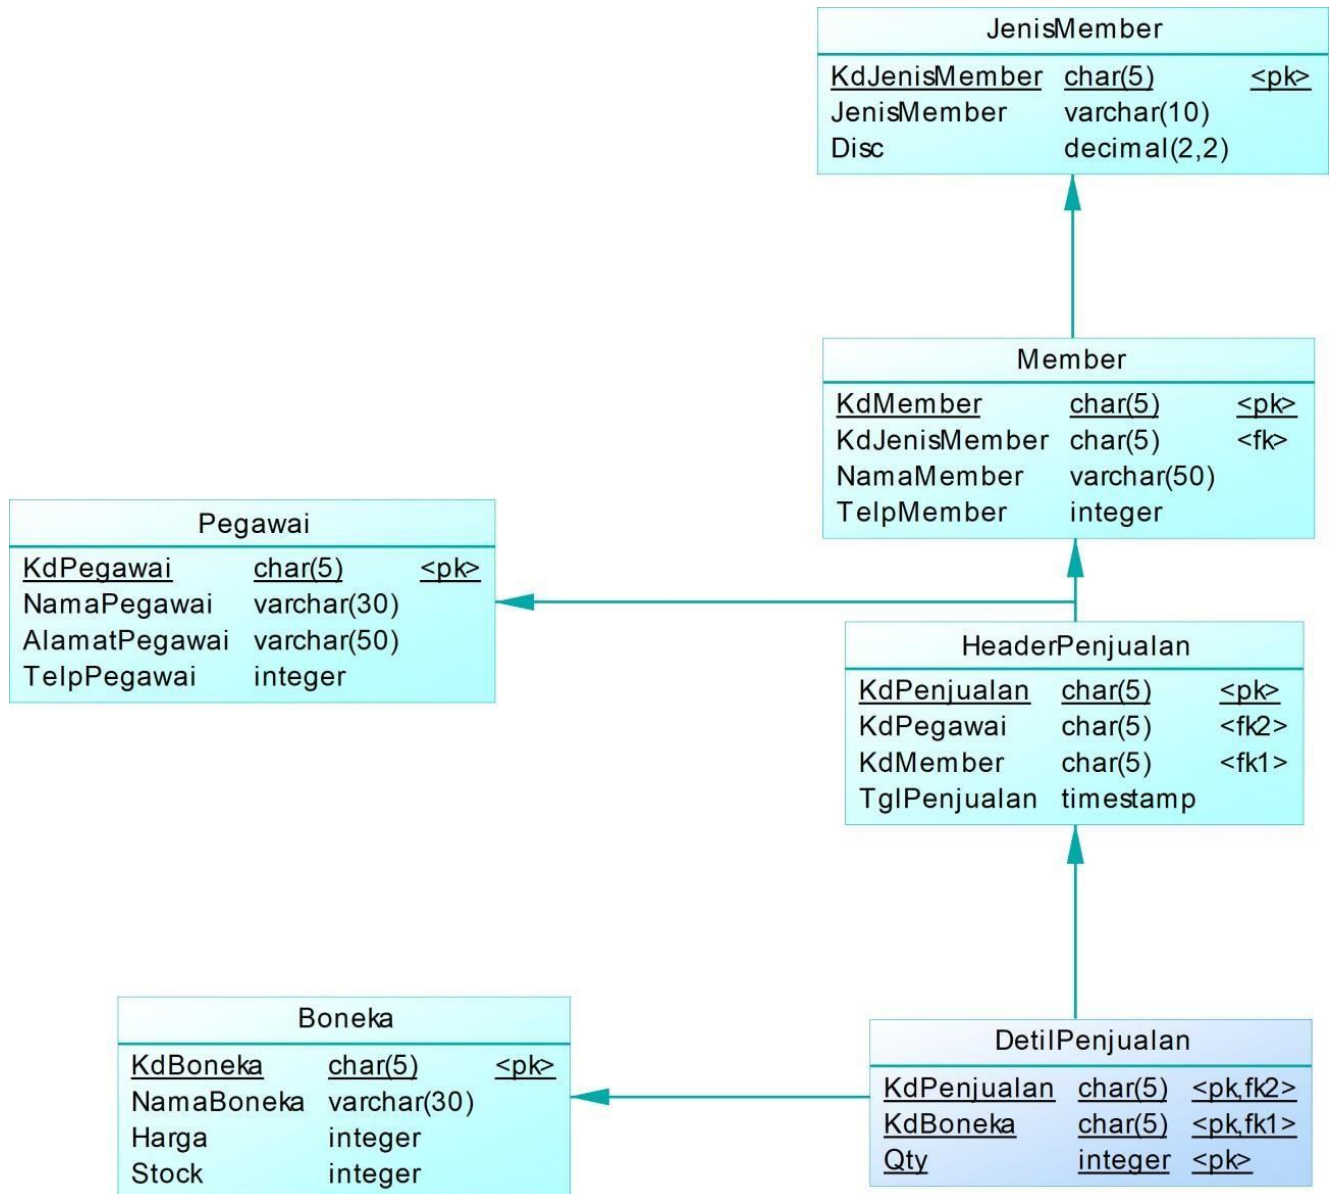 JenisMember
KdJenisMember char(5) <pk>
JenisMember varchar(10)
Disc decimal(2,2)
Member
KdMember char(5) <pk>
KdJenisMember char(5) <fk>
NamaMember varchar(50)
TelpMember integer
Pegawai
KdPegawai char(5) <pk>
NamaPegawai varchar(30)
AlamatPegawai varchar(50)
TelpPegawai integer
HeaderPenjualan
KdPenjualan char(5) <pk>
KdPegawai char(5) <fk2>
KdMember char(5) <fk1>
TglPenjualan timestamp
Boneka
KdBoneka char(5) <pk>
NamaBoneka varchar(30)
Harga integer
Stock integer
DetilPenjualan
KdPenjualan char(5) <pk,fk2>
KdBoneka char(5) <pk,fk1>
Qty integer <pk>